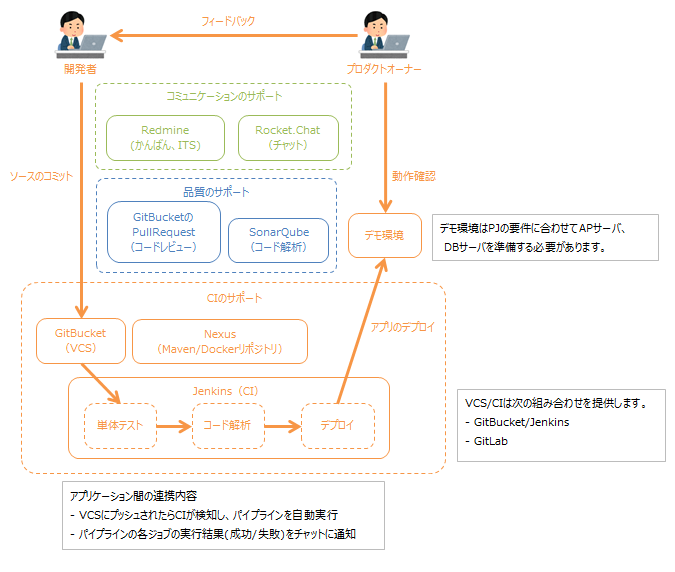 フィードバック
開発者
プロダクトオーナー
コミュニケーションのサポート
Redmine
(かんばん、ITS)
Rocket.Chat
（チャット）
ソースのコミット
動作確認
品質のサポート
GitBucketの
PullRequest
（コードレビュー）
SonarQube
（コード解析）
デモ環境
デモ環境はPJの要件に合わせてAPサーバ、
DBサーバを準備する必要があります。
CIのサポート
アプリのデプロイ
GitBucket
（VCS）
Nexus
（Maven/Dockerリポジトリ）
Jenkins（CI）
単体テスト
コード解析
デプロイ
VCS/CIは次の組み合わせを提供します。
- GitBucket/Jenkins
- GitLab
アプリケーション間の連携内容
- VCSにプッシュされたらCIが検知し、パイプラインを自動実行
- パイプラインの各ジョブの実行結果(成功/失敗)をチャットに通知